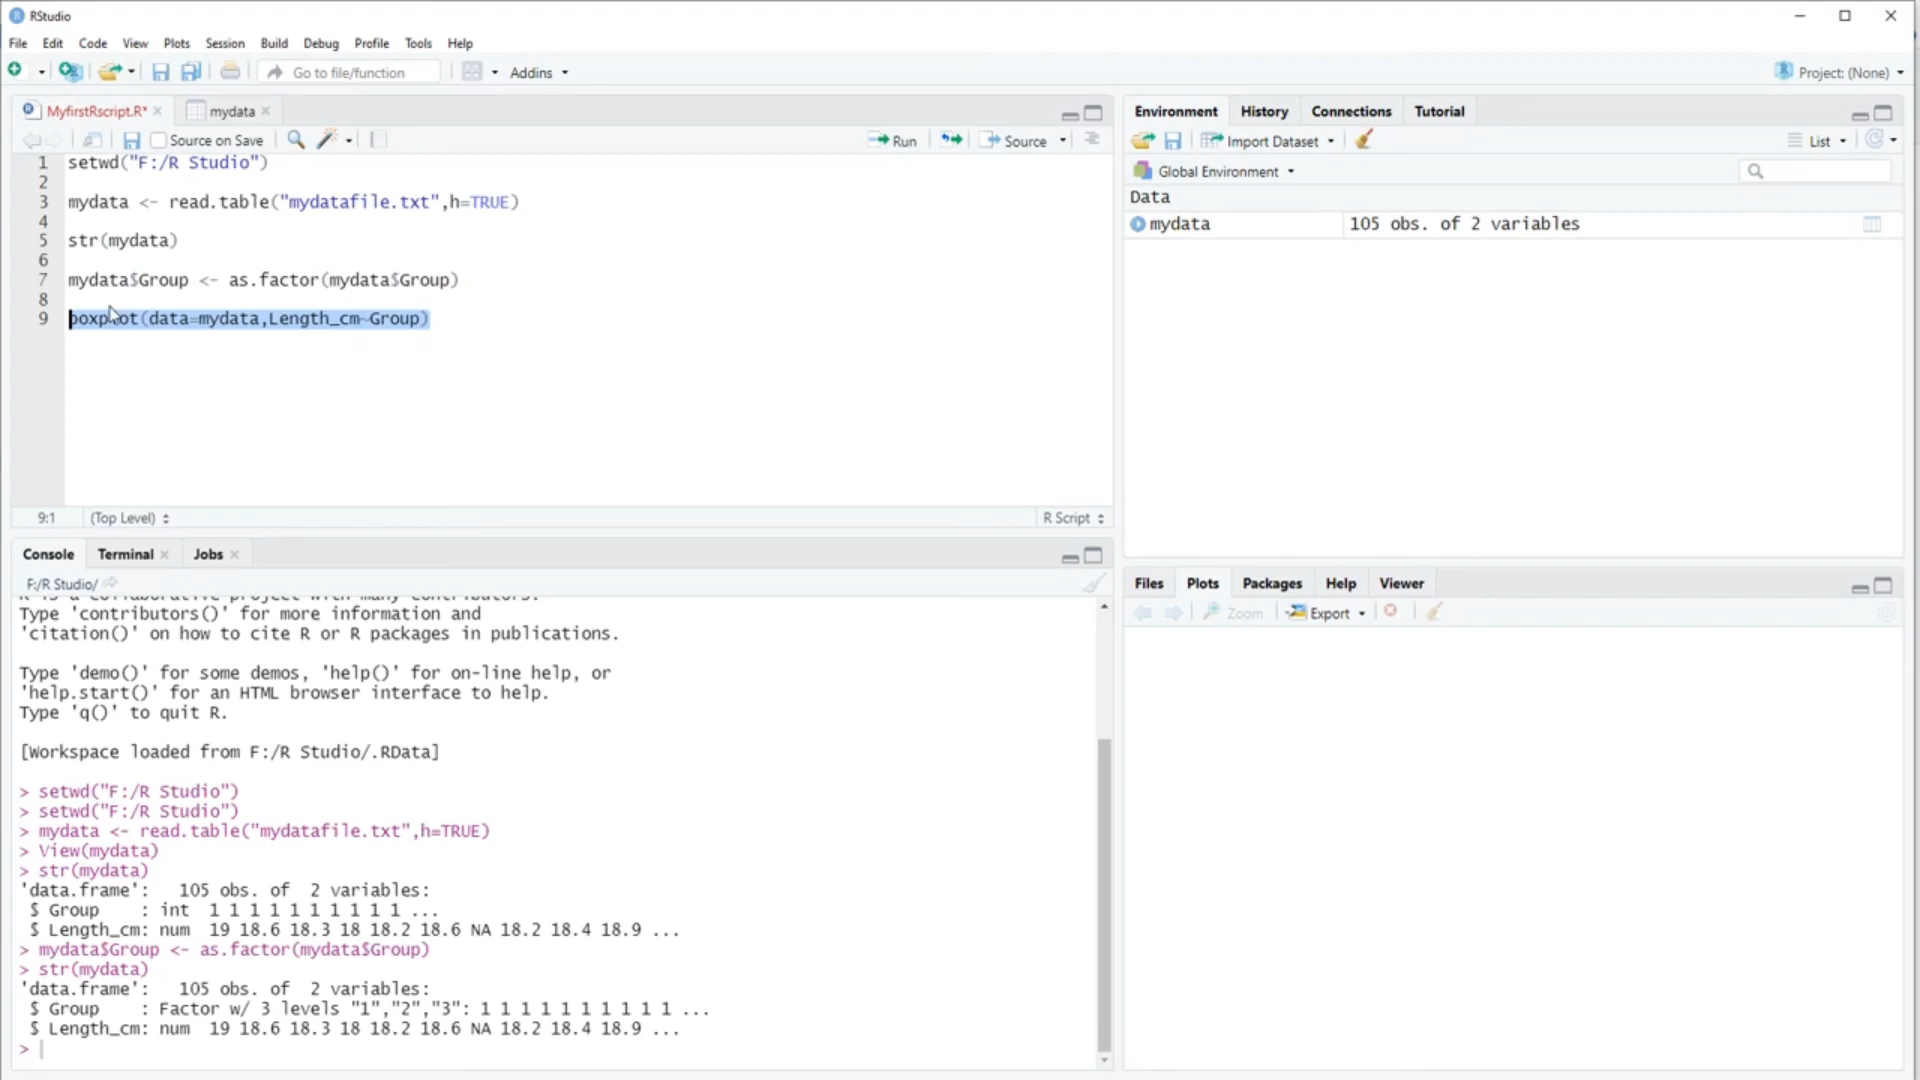 RStudio
File Edit Code View Plots Session Build Debug Profile Tools Help
Go to file/function Addins Project: (None)
MyfirstRscript.R* mydata
Source on Save Run Source
1 setwd("F:/R Studio")
2
3 mydata <- read.table("mydatafile.txt",h=TRUE)
4
5 str(mydata)
6
7 mydata$Group <- as.factor(mydata$Group)
8
9 boxplot(data=mydata,Length_cm~Group)
9:1 (Top Level) R Script
Console Terminal Jobs
F:/R Studio/
R is a collaborative project with many contributors.
Type 'contributors()' for more information and
'citation()' on how to cite R or R packages in publications.
Type 'demo()' for some demos, 'help()' for on-line help, or
'help.start()' for an HTML browser interface to help.
Type 'q()' to quit R.
[Workspace loaded from F:/R Studio/.RData]
> setwd("F:/R Studio")
> setwd("F:/R Studio")
> mydata <- read.table("mydatafile.txt",h=TRUE)
> View(mydata)
> str(mydata)
'data.frame': 105 obs. of 2 variables:
$ Group : int 1 1 1 1 1 1 1 1 1 1 ...
$ Length_cm: num 19 18.6 18.3 18 18.2 18.6 NA 18.2 18.4 18.9 ...
> mydata$Group <- as.factor(mydata$Group)
> str(mydata)
'data.frame': 105 obs. of 2 variables:
$ Group : Factor w/ 3 levels "1","2","3": 1 1 1 1 1 1 1 1 1 1 ...
$ Length_cm: num 19 18.6 18.3 18 18.2 18.6 NA 18.2 18.4 18.9 ...
>
Environment History Connections Tutorial
Import Dataset List
Global Environment
Data
mydata 105 obs. of 2 variables
Files Plots Packages Help Viewer
Zoom Export